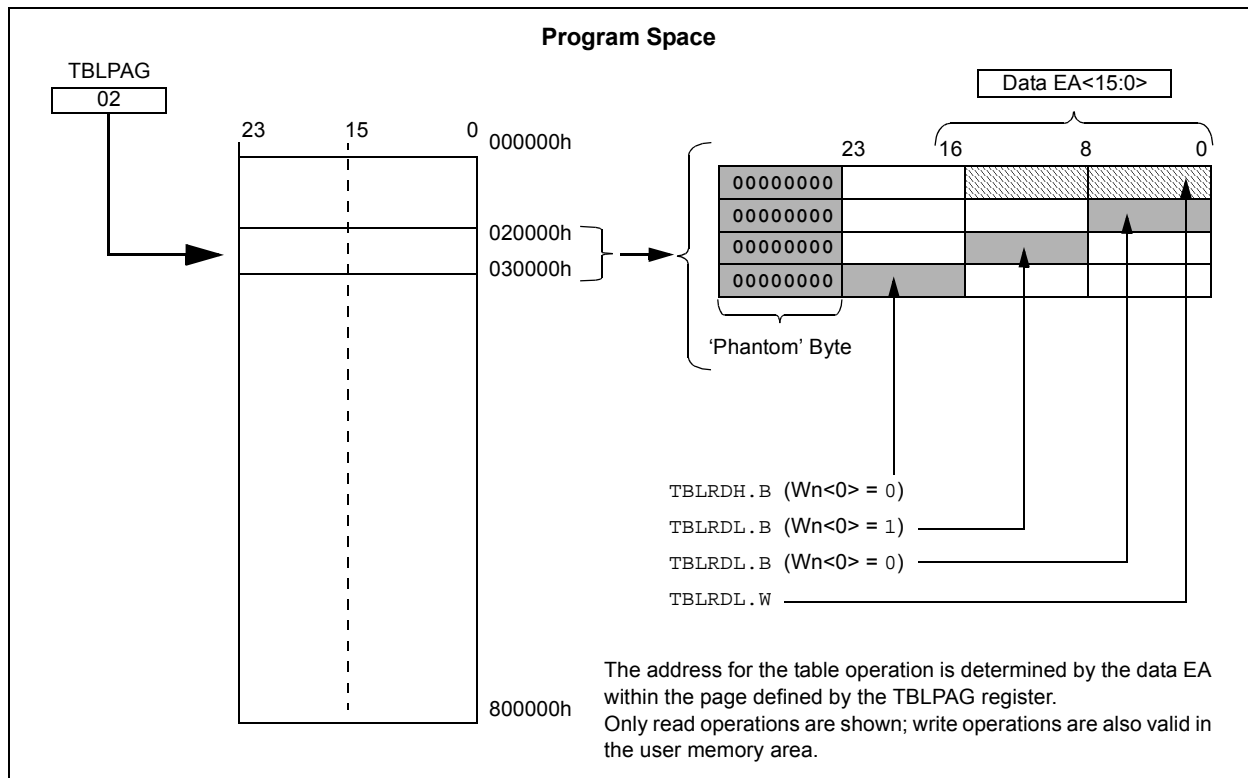 Program Space
TBLPAG
02
23 15 0
000000h
020000h
030000h
800000h
Data EA<15:0>
23 16 8 0
00000000
00000000
00000000
00000000
‘Phantom’ Byte
TBLRDH.B (Wn<0> = 0)
TBLRDL.B (Wn<0> = 1)
TBLRDL.B (Wn<0> = 0)
TBLRDL.W
The address for the table operation is determined by the data EA
within the page defined by the TBLPAG register.
Only read operations are shown; write operations are also valid in
the user memory area.